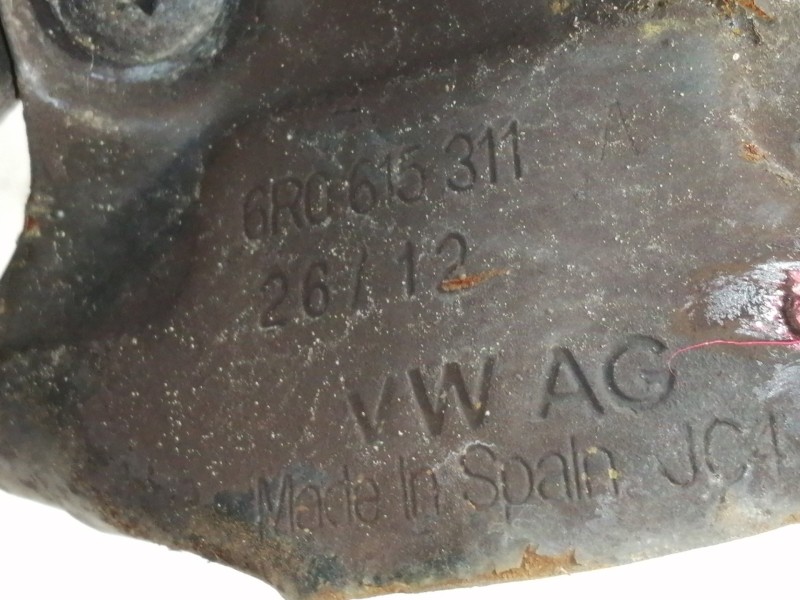 6R0 615 311 A
26/12
VW AG
Made In Spain JC4